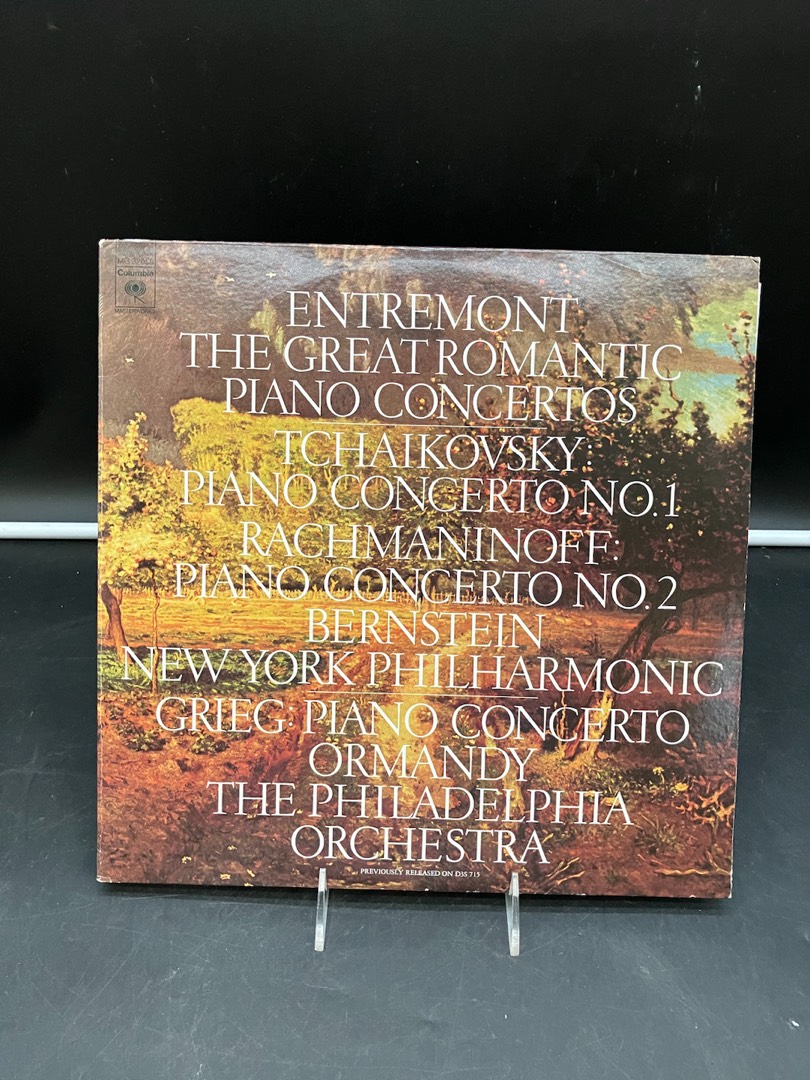 Columbia
ENTREMONT
THE GREAT ROMANTIC
PIANO CONCERTOS
TCHAIKOVSKY:
PIANO CONCERTO NO.1
RACHMANINOFF:
PIANO CONCERTO NO.2
BERNSTEIN
NEW YORK PHILHARMONIC
GRIEG: PIANO CONCERTO
ORMANDY
THE PHILADELPHIA
ORCHESTRA
PREVIOUSLY RELEASED ON D3S 715